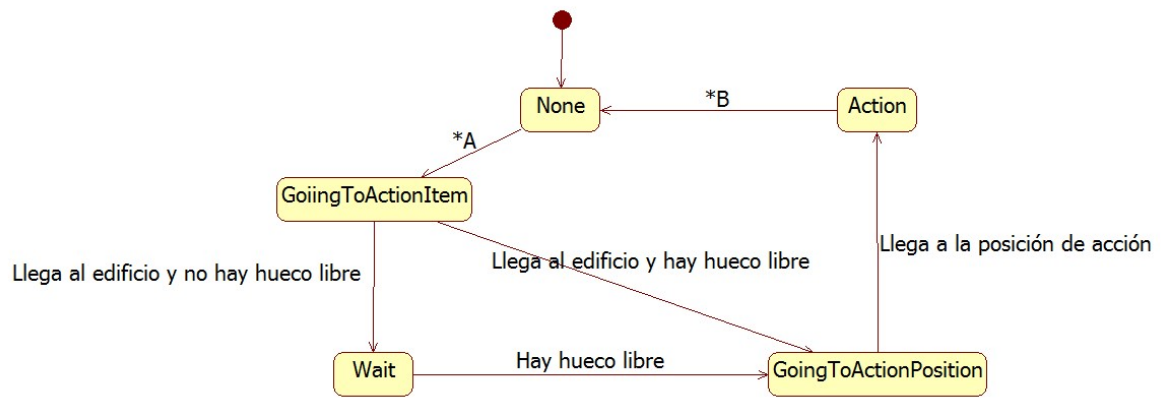 None
*B
Action
*A
GoiingToActionItem
Llega al edificio y no hay hueco libre
Llega al edificio y hay hueco libre
Llega a la posición de acción
Wait
Hay hueco libre
GoingToActionPosition